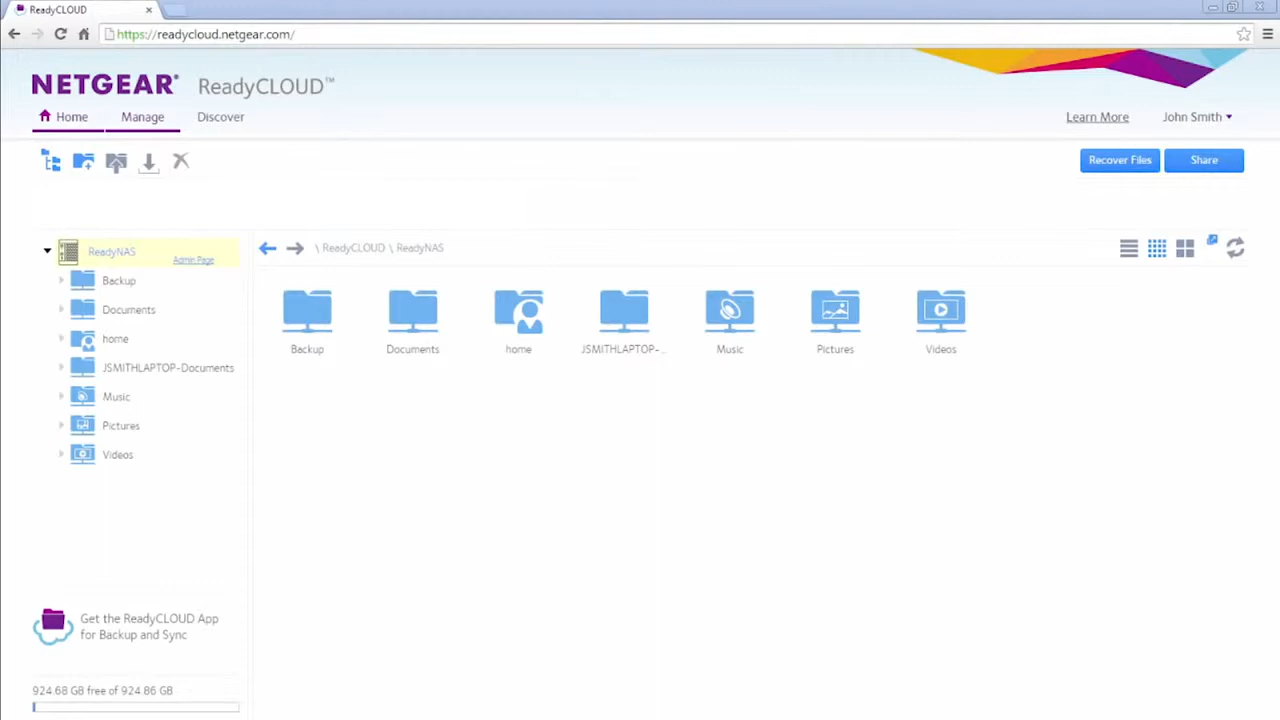 ReadyCLOUD
https://readycloud.netgear.com/
NETGEAR® ReadyCLOUD™
Home Manage Discover
Learn More John Smith
Recover Files Share
ReadyNAS
Admin Page
Backup
Documents
home
JSMITHLAPTOP-Documents
Music
Pictures
Videos
\ ReadyCLOUD \ ReadyNAS
Backup Documents home JSMITHLAPTOP-... Music Pictures Videos
Get the ReadyCLOUD App
for Backup and Sync
924.68 GB free of 924.86 GB